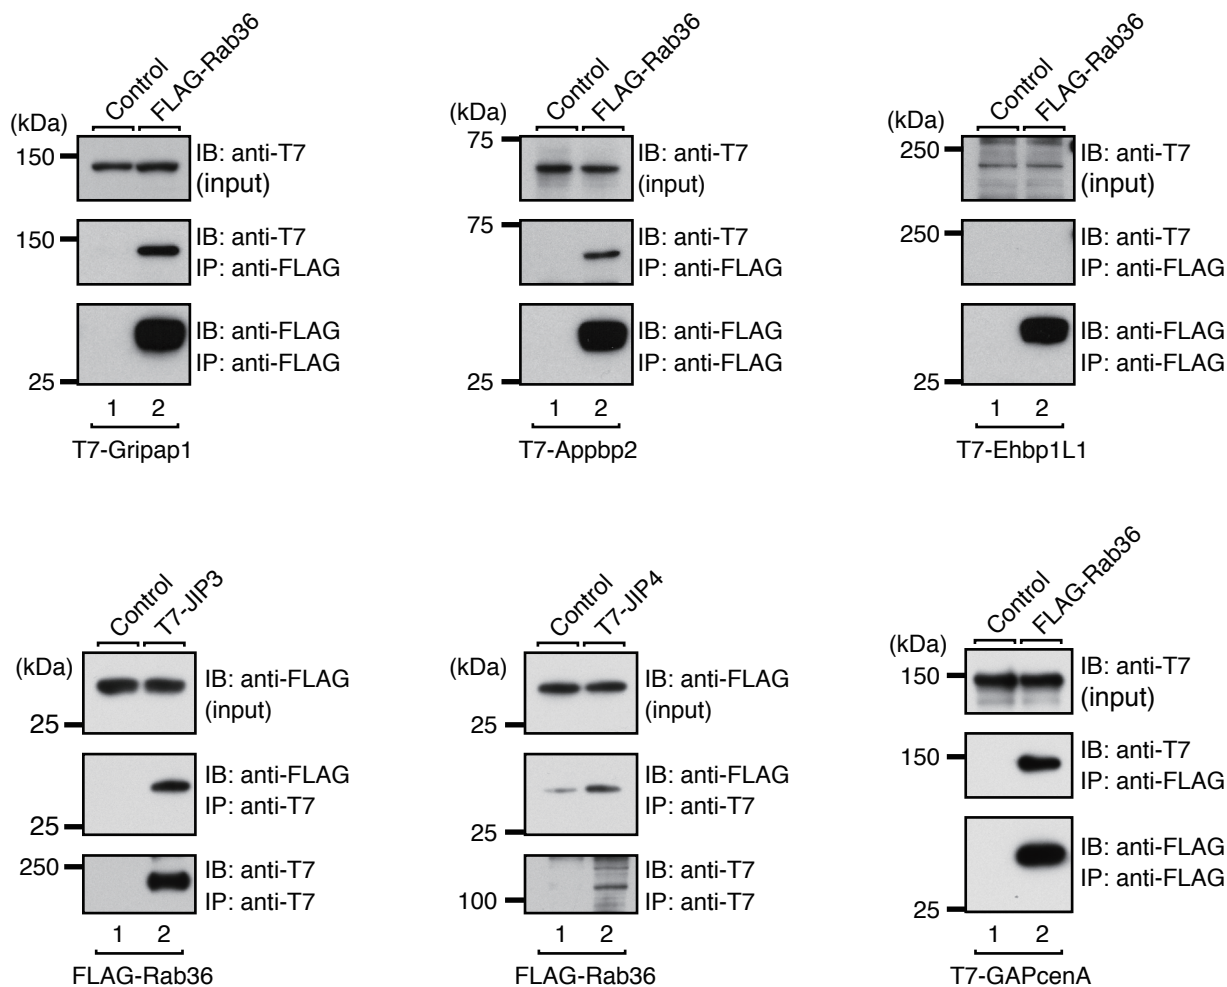 Control FLAG-Rab36
(kDa)
150
IB: anti-T7
(input)
150
IB: anti-T7
IP: anti-FLAG
IB: anti-FLAG
IP: anti-FLAG
25
1 2
T7-Gripap1
Control FLAG-Rab36
75
IB: anti-T7
(input)
75
IB: anti-T7
IP: anti-FLAG
IB: anti-FLAG
IP: anti-FLAG
25
1 2
T7-Appbp2
Control FLAG-Rab36
250
IB: anti-T7
(input)
250
IB: anti-T7
IP: anti-FLAG
IB: anti-FLAG
IP: anti-FLAG
25
1 2
T7-Ehbp1L1
Control T7-JIP3
(kDa)
IB: anti-FLAG
(input)
25
IB: anti-FLAG
IP: anti-T7
25
250
IB: anti-T7
IP: anti-T7
1 2
FLAG-Rab36
Control T7-JIP4
(kDa)
IB: anti-FLAG
(input)
25
IB: anti-FLAG
IP: anti-T7
25
IB: anti-T7
100
IP: anti-T7
1 2
FLAG-Rab36
Control FLAG-Rab36
150
IB: anti-T7
(input)
150
IB: anti-T7
IP: anti-FLAG
IB: anti-FLAG
IP: anti-FLAG
25
1 2
T7-GAPcenA